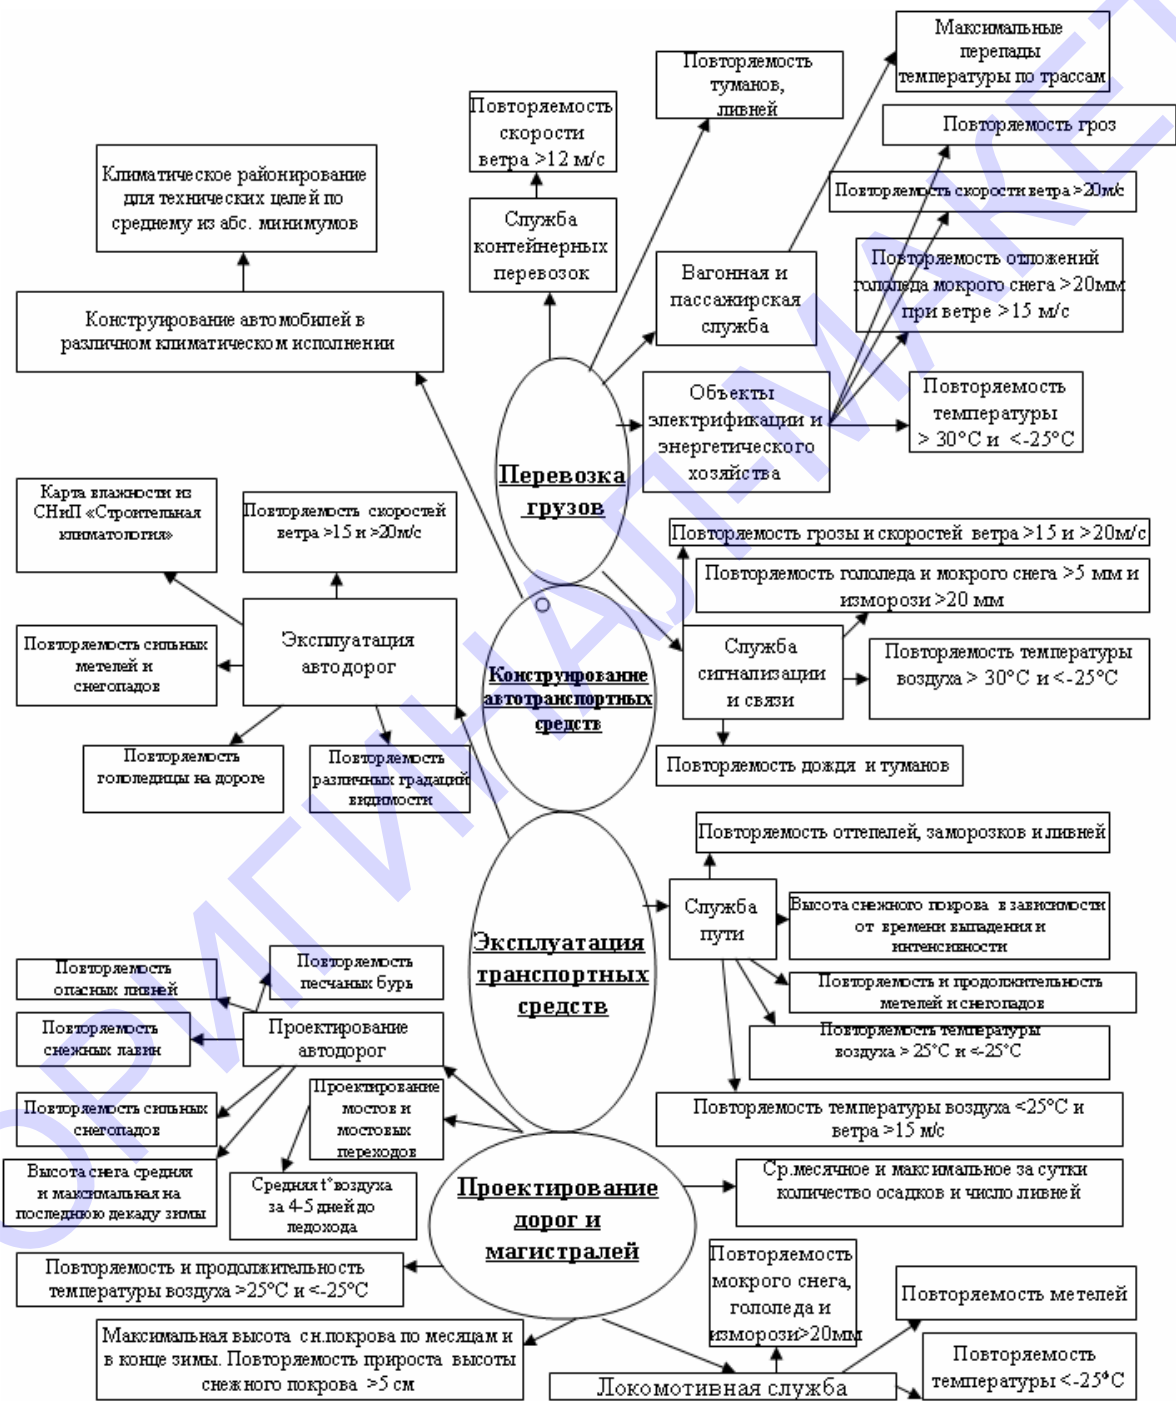 Максимальные
перепады
температуры по трассам
Повторяемость
туманов,
ливней
Повторяемость
скорости
ветра >12 м/с
Повторяемость гроз
Климатическое районирование
для технических целей по
среднему из абс. минимумов
Повторяемость скорости ветра >20м/с
Служба
контейнерных
перевозок
Вагонная и
пассажирская
служба
Повторяемость отложений
гололеда мокрого снега >20мм
при ветре >15 м/с
Конструирование автомобилей в
различном климатическом исполнении
Объекты
электрификации и
энергетического
хозяйства
Повторяемость
температуры
> 30°С и <-25°С
Перевозка
грузов
Карта влажности из
СНиП «Строительная
климатология»
Повторяемость скоростей
ветра >15 и >20м/с
Повторяемость грозы и скоростей ветра >15 и >20м/с
Повторяемость гололеда и мокрого снега >5 мм и
изморози >20 мм
Эксплуатация
автодорог
Повторяемость сильных
метелей и
снегопадов
Конструирование
автотранспортных
средств
Служба
сигнализации
и связи
Повторяемость температуры
воздуха > 30°С и <-25°С
Повторяемость
гололедицы на дороге
Повторяемость
различных градаций
видимости
Повторяемость дождя и туманов
Повторяемость оттепелей, заморозков и ливней
Служба
пути
Высота снежного покрова в зависимости
от времени выпадения и
интенсивности
Эксплуатация
транспортных
средств
Повторяемость
опасных ливней
Повторяемость
песчаных бурь
Повторяемость и продолжительность
метелей и снегопадов
Повторяемость
снежных лавин
Проектирование
автодорог
Повторяемость температуры
воздуха > 25°С и <-25°С
Повторяемость сильных
снегопадов
Проектирование
мостов и
мостовых
переходов
Повторяемость температуры воздуха <25°С и
ветра >15 м/с
Высота снега средняя
и максимальная на
последнюю декаду зимы
Средняя t°воздуха
за 4-5 дней до
ледохода
Проектирование
дорог и
магистралей
Ср.месячное и максимальное за сутки
количество осадков и число ливней
Повторяемость и продолжительность
температуры воздуха >25°С и <-25°С
Повторяемость
мокрого снега,
гололеда и
изморози>20мм
Повторяемость метелей
Максимальная высота сн.покрова по месяцам и
в конце зимы. Повторяемость прироста высоты
снежного покрова >5 см
Повторяемость
температуры <-25°С
Локомотивная служба
ОРИГИНАЛ-МАКЕТ